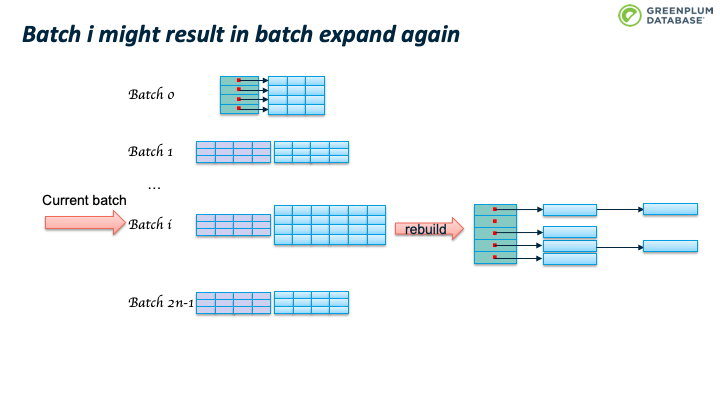 GREENPLUM
DATABASE®
Batch i might result in batch expand again
Batch 0
Batch 1
...
Current batch
Batch i
rebuild
Batch 2n-1